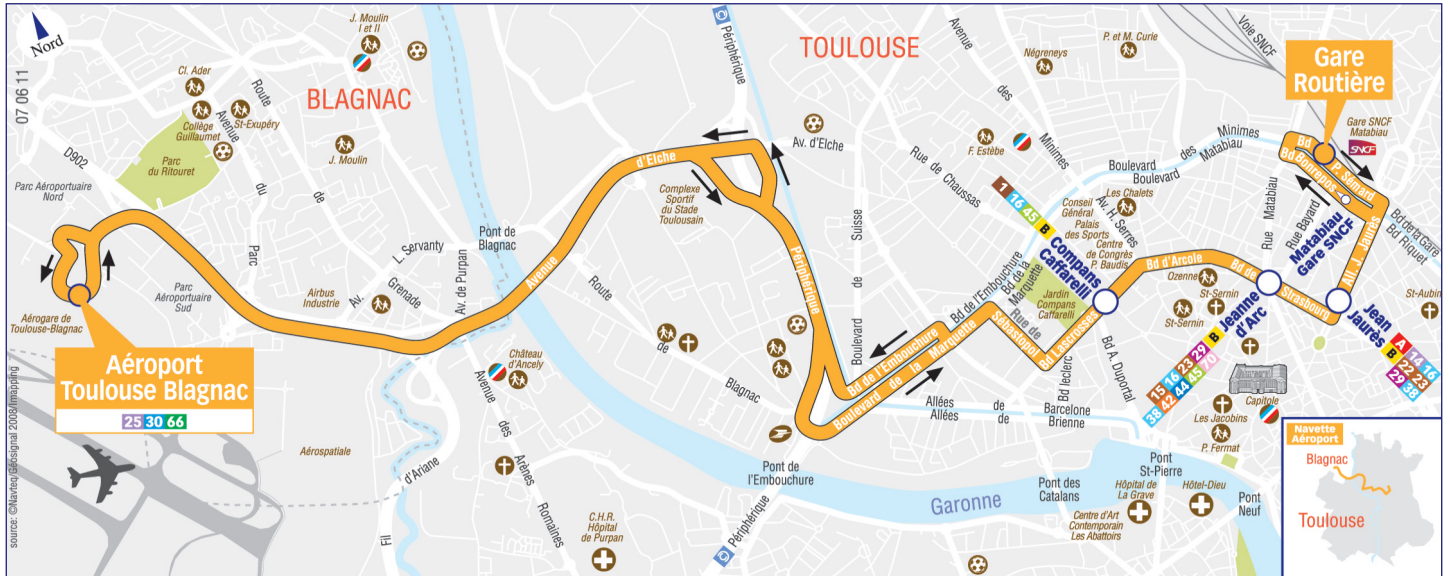 Nord
07 06 11
J. Moulin
I et II
Cl. Ader
Route
BLAGNAC
Collège
Guillaumet
St-Exupéry
Avenue
J. Moulin
Parc
du Ritouret
D902
du
de
Parc Aéroportuaire
Nord
Parc
L. Servanty
Parc
Aéroportuaire
Sud
Airbus
Industrie
Av.
Grenade
Av. de Purpan
Pont de
Blagnac
Aérogare de
Toulouse-Blagnac
Aéroport
Toulouse Blagnac
25 30 66
source: ©Navteq/Géosignal 2008/Imapping
Aérospatiale
Château
d'Ancely
Avenue
des
Arènes
Romaines
Fil
d'Ariane
C.H.R.
Hôpital
de Purpan
Périphérique
TOULOUSE
Avenue
d'Elche
Av. d'Elche
Complexe
Sportif
du Stade
Toulousain
Périphérique
Route
de
Blagnac
Boulevard
de
Suisse
Bd de l'Embouchure
Bd de la
Marquette
Bd de l'Embouchure
Boulevard de la Marquette
Pont de
l'Embouchure
Périphérique
Garonne
Allées
Allées
de
de
Barcelone
Brienne
Pont des
Catalans
Centre d'Art
Contemporain
Les Abattoirs
Hôpital de
La Grave
Pont
St-Pierre
Hôtel-Dieu
Pont
Neuf
Avenue
des
Minimes
Négreneys
P. et M. Curie
Voie SNCF
F. Estèbe
Rue de Chaussas
Boulevard
Boulevard
des
Matabiau
Minimes
Les Chalets
Av. H. Serres
Conseil
Général
Palais
des Sports
Centre
de Congrès
P. Baudis
1 16 45 B
Compans
Caffarelli
Jardin
Compans
Caffarelli
Rue de
Sébastopol
Bd Lascrosses
Bd leclerc
Bd A. Duportal
Bd d'Arcole
Bd de
Strasbourg
Ozenne
St-Sernin
St-Sernin
Jeanne
d'Arc
15 16 23 29 B
38 42 44 45 70
Capitole
Les Jacobins
P. Fermat
Rue
Matabiau
Rue Bayard
Matabiau
Gare SNCF
Gare
Routière
Gare SNCF
Matabiau
SNCF
Bd P. Semard
Bd Bonrepos
All. J. Jaurès
Bd de la Gare
Bd Riquet
St-Aubin
Jean
Jaurès
A 14 16
B 22 23
29 38
Navette
Aéroport
Blagnac
Toulouse